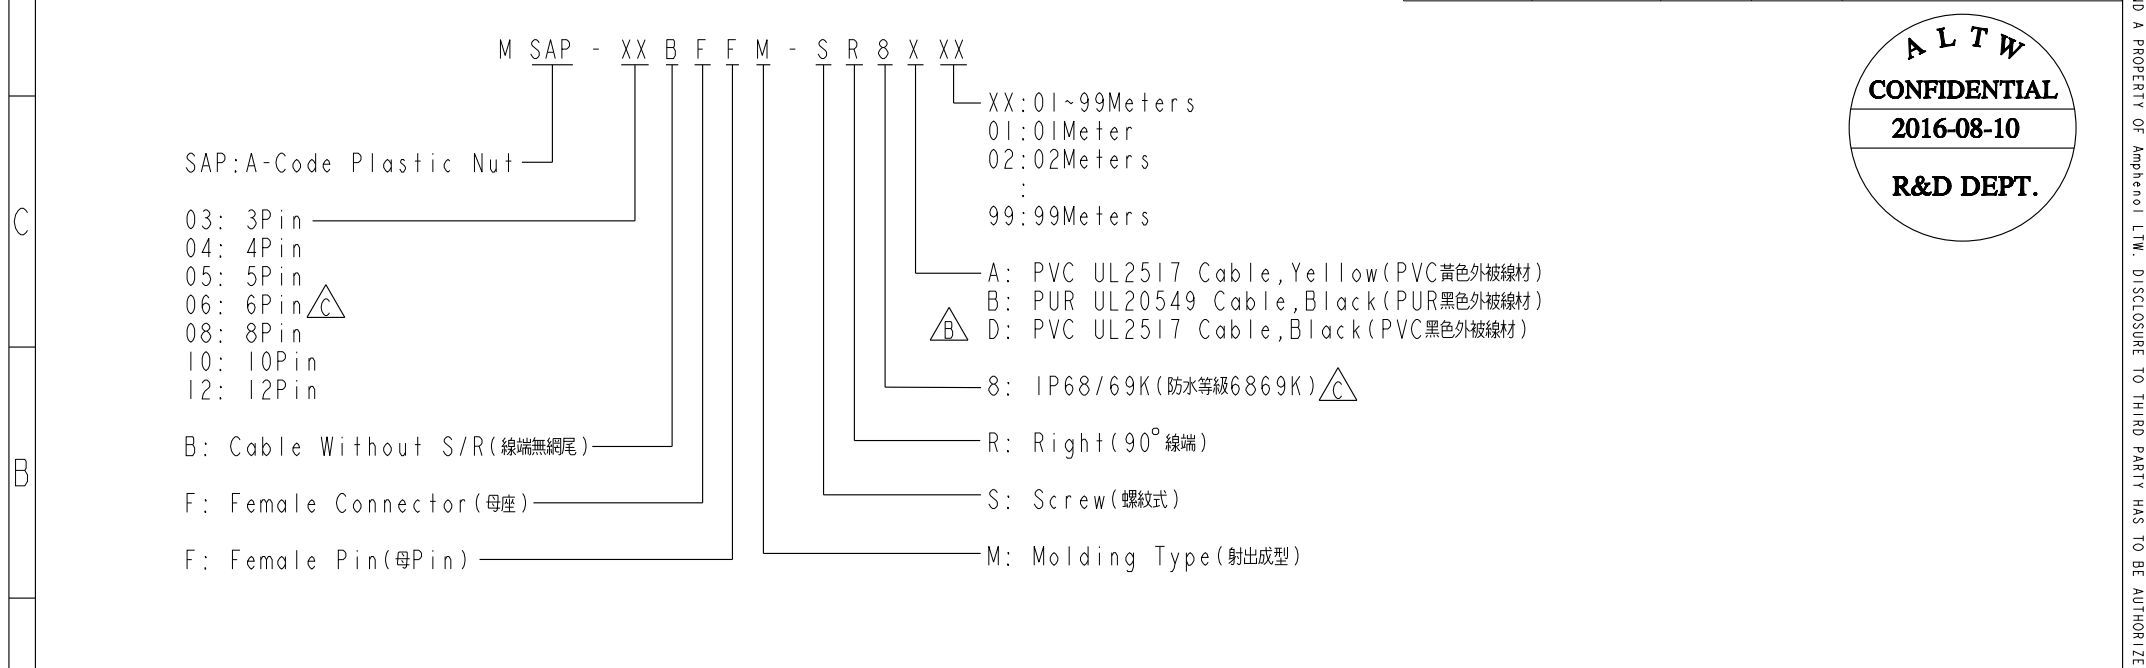 M SAP - XX B F F M - S R 8 X XX
SAP:A-Code Plastic Nut
03: 3Pin
04: 4Pin
05: 5Pin
06: 6Pin C
08: 8Pin
10: 10Pin
12: 12Pin
B: Cable Without S/R(線端無網尾)
F: Female Connector(母座)
F: Female Pin(母Pin)
XX:01~99Meters
01:01Meter
02:02Meters
:
99:99Meters
A: PVC UL2517 Cable,Yellow(PVC黃色外被線材)
B: PUR UL20549 Cable,Black(PUR黑色外被線材)
B D: PVC UL2517 Cable,Black(PVC黑色外被線材)
8: IP68/69K(防水等級6869K) C
R: Right(90°線端)
S: Screw(螺紋式)
M: Molding Type(射出成型)
ALTW
CONFIDENTIAL
2016-08-10
R&D DEPT.
C
B
A PROPERTY OF Amphenol LTW. DISCLOSURE TO THIRD PARTY HAS TO BE AUTHORIZE